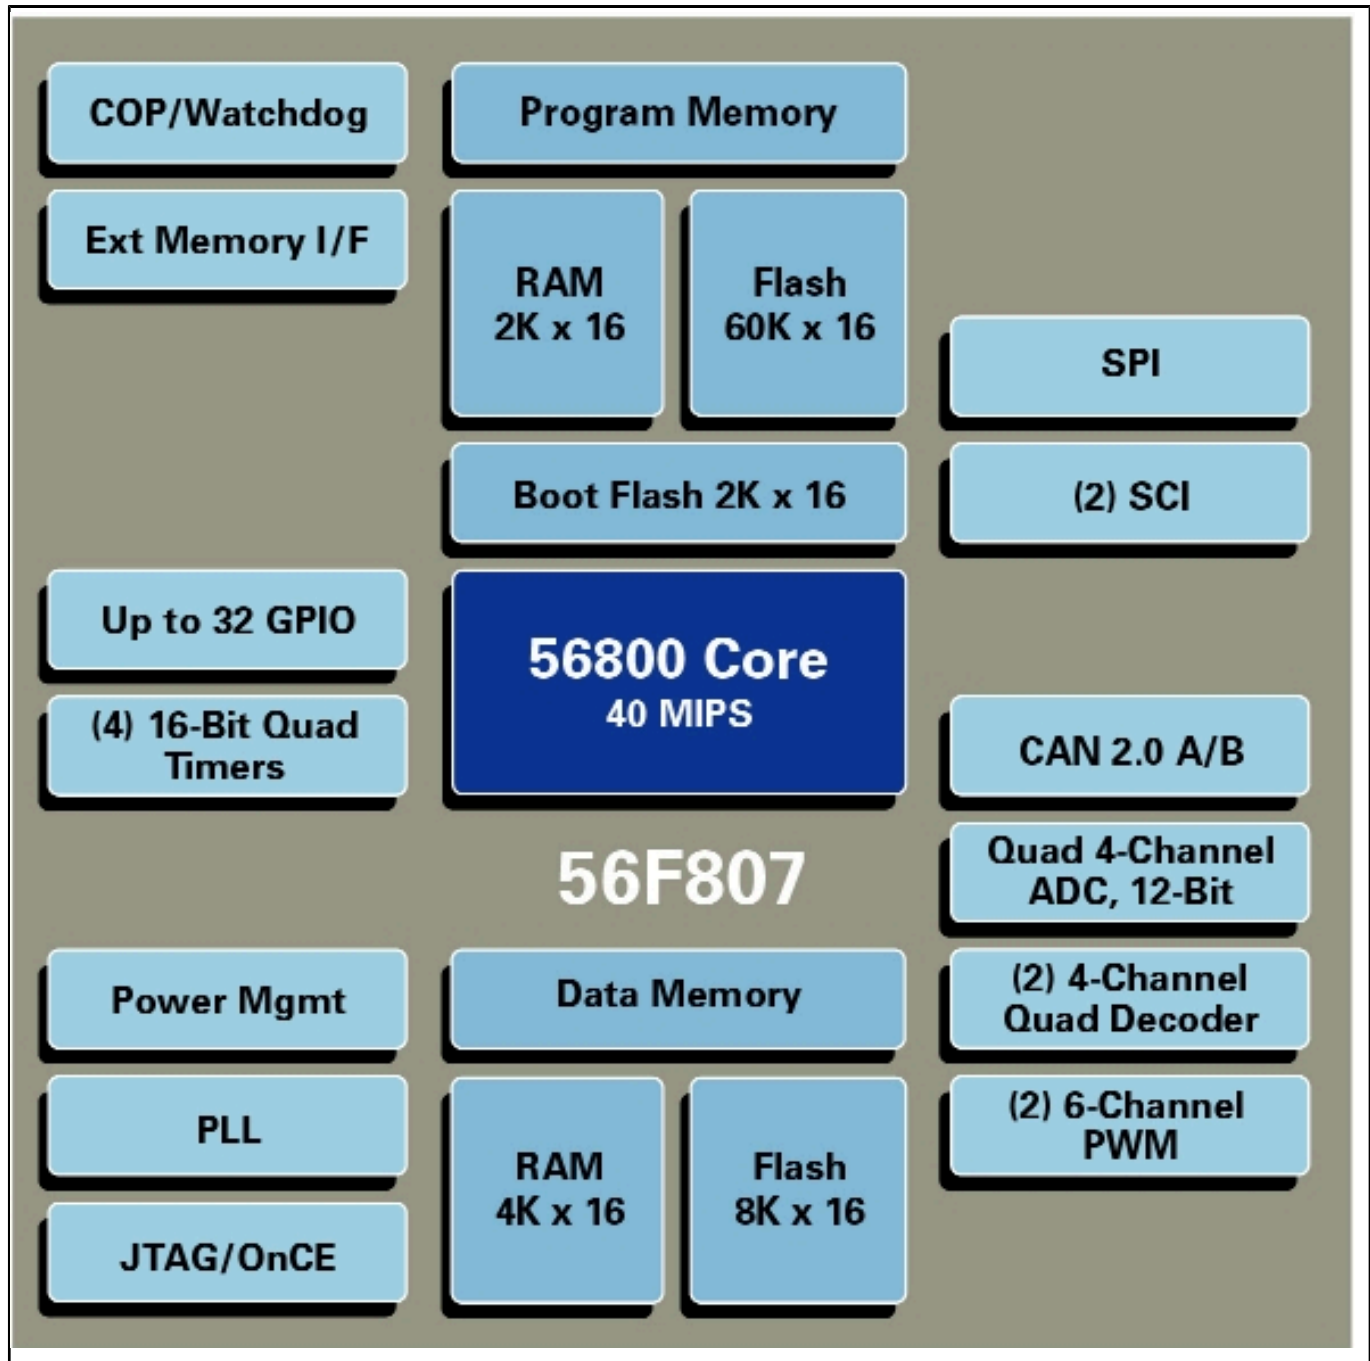 COP/Watchdog
Program Memory
Ext Memory I/F
RAM
2K x 16
Flash
60K x 16
SPI
Boot Flash 2K x 16
(2) SCI
Up to 32 GPIO
56800 Core
40 MIPS
(4) 16-Bit Quad
Timers
CAN 2.0 A/B
56F807
Quad 4-Channel
ADC, 12-Bit
Power Mgmt
Data Memory
(2) 4-Channel
Quad Decoder
PLL
RAM
4K x 16
Flash
8K x 16
(2) 6-Channel
PWM
JTAG/OnCE